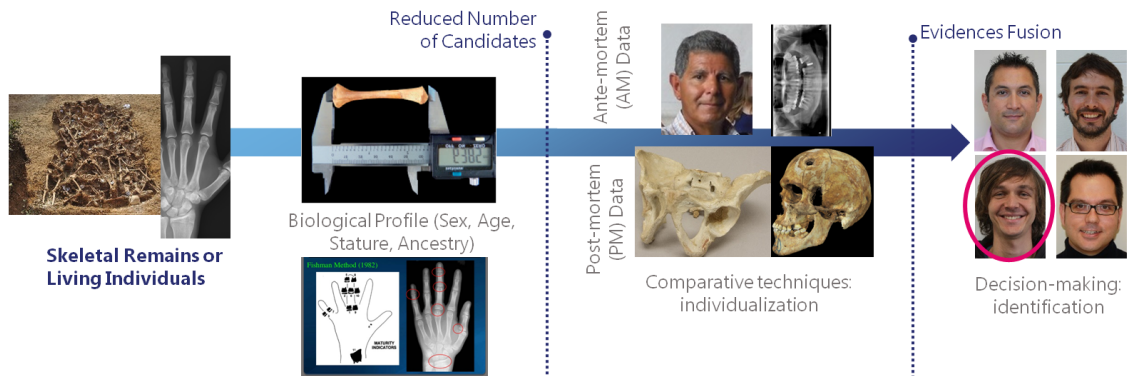 Reduced Number
of Candidates
Evidences Fusion
Ante-mortem
(AM) Data
Post-mortem
(PM) Data
Skeletal Remains or
Living Individuals
Biological Profile (Sex, Age,
Stature, Ancestry)
Fishman Method (1982)
MATURITY
INDICATORS
Comparative techniques:
individualization
Decision-making:
identification